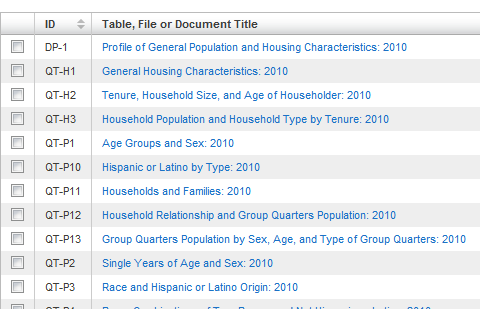 ID Table, File or Document Title
DP-1 Profile of General Population and Housing Characteristics: 2010
QT-H1 General Housing Characteristics: 2010
QT-H2 Tenure, Household Size, and Age of Householder: 2010
QT-H3 Household Population and Household Type by Tenure: 2010
QT-P1 Age Groups and Sex: 2010
QT-P10 Hispanic or Latino by Type: 2010
QT-P11 Households and Families: 2010
QT-P12 Household Relationship and Group Quarters Population: 2010
QT-P13 Group Quarters Population by Sex, Age, and Type of Group Quarters: 2010
QT-P2 Single Years of Age and Sex: 2010
QT-P3 Race and Hispanic or Latino Origin: 2010